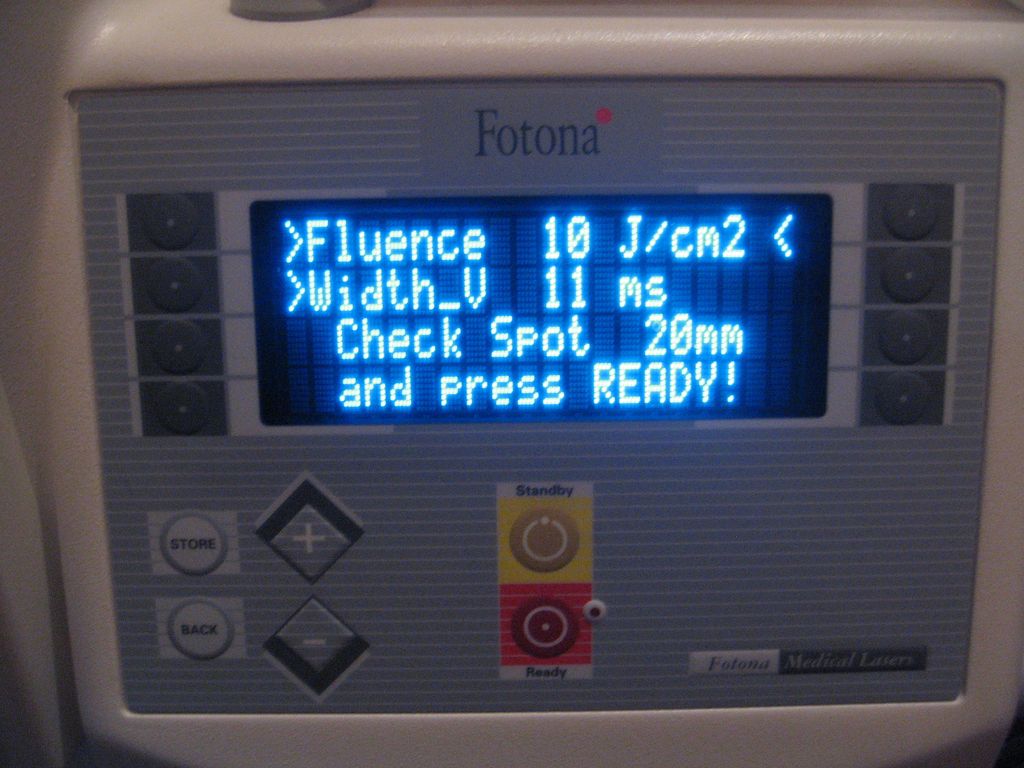 Fotona
>Fluence 10 J/cm2 <
>Width_V 11 ms
Check Spot 20mm
and press READY!
Standby
STORE
+
BACK
-
Ready
Fotona Medical Lasers